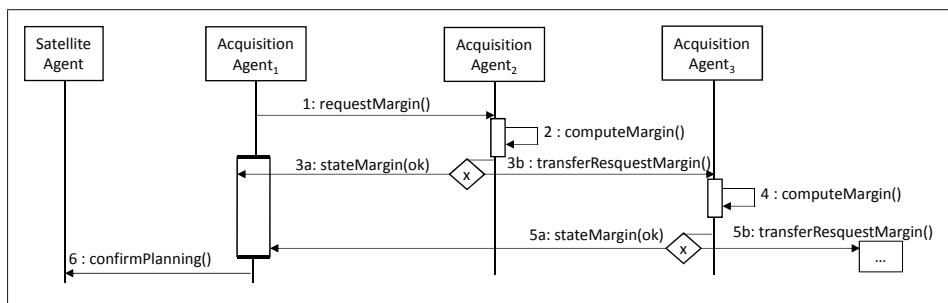 Satellite
Agent
Acquisition
Agent1
Acquisition
Agent2
Acquisition
Agent3
1: requestMargin()
2 : computeMargin()
3a: stateMargin(ok)
x
3b : transferResquestMargin()
4 : computeMargin()
5a: stateMargin(ok)
x
5b: transferResquestMargin()
...
6 : confirmPlanning()